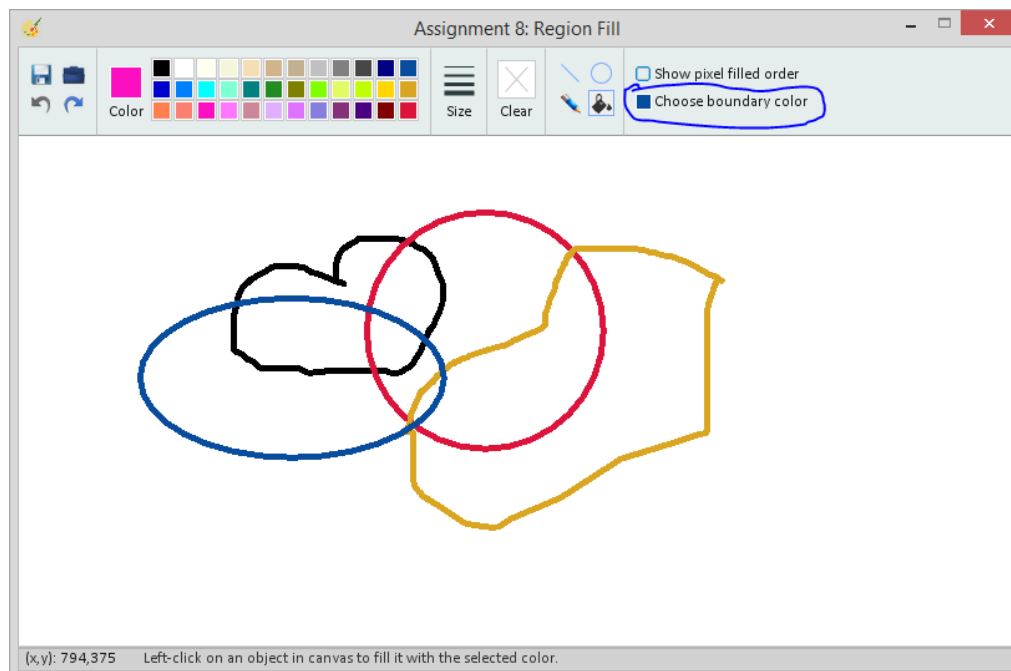 Assignment 8: Region Fill
Show pixel filled order
Choose boundary color
Color
Size
Clear
(x,y): 794,375 Left-click on an object in canvas to fill it with the selected color.